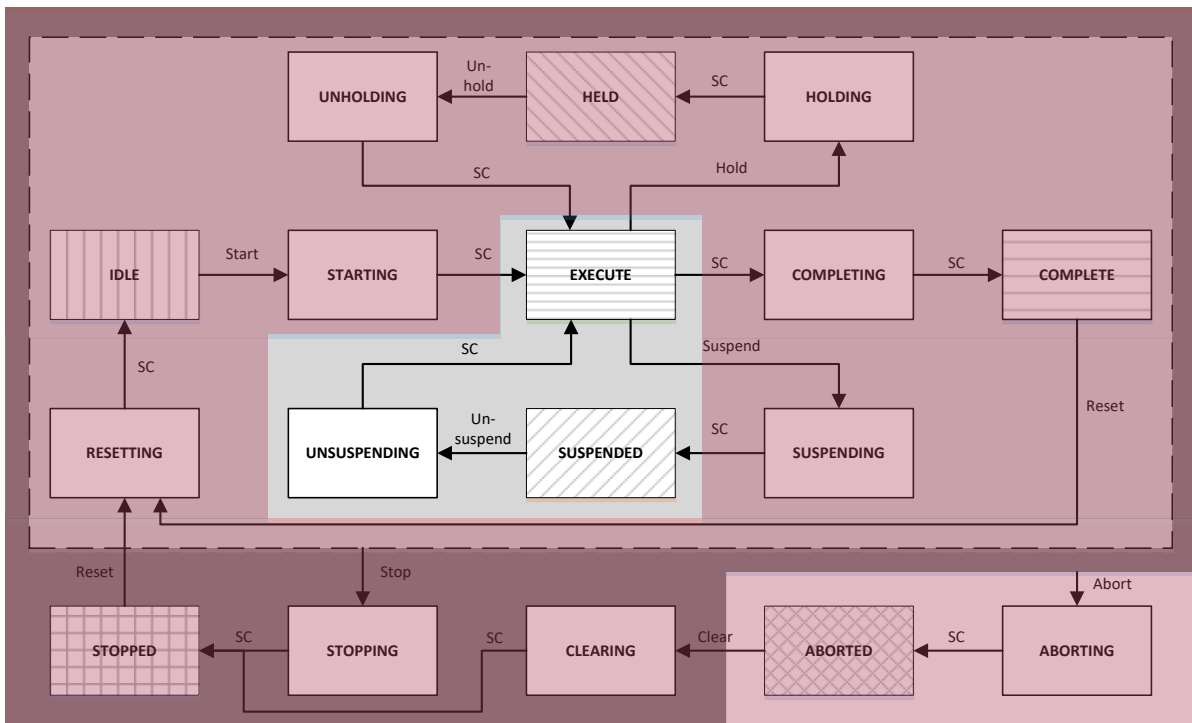 Un-
hold
SC
UNHOLDING
HELD
HOLDING
SC
Hold
Start
SC
SC
SC
IDLE
STARTING
EXECUTE
COMPLETING
COMPLETE
SC
Suspend
SC
Reset
Un-
suspend
SC
RESETTING
UNSUSPENDING
SUSPENDED
SUSPENDING
Reset
Stop
Abort
SC
SC
Clear
SC
STOPPED
STOPPING
CLEARING
ABORTED
ABORTING